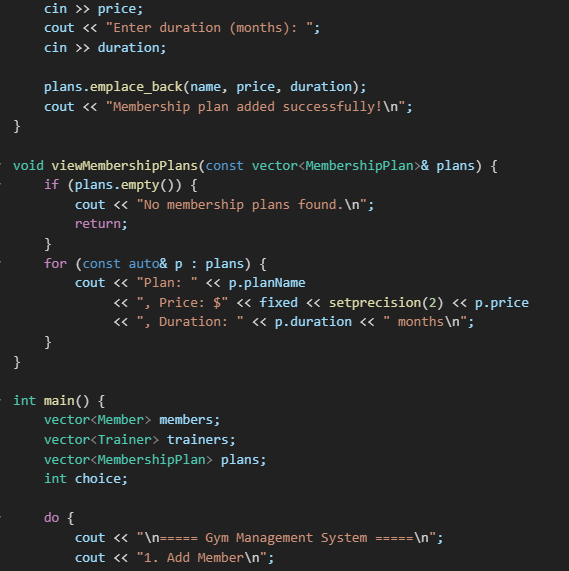 cin >> price;
cout << "Enter duration (months): ";
cin >> duration;
plans.emplace_back(name, price, duration);
cout << "Membership plan added successfully!\n";
}
void viewMembershipPlans(const vector<MembershipPlan>& plans) {
if (plans.empty()) {
cout << "No membership plans found.\n";
return;
}
for (const auto& p : plans) {
cout << "Plan: " << p.planName
<< ", Price: $" << fixed << setprecision(2) << p.price
<< ", Duration: " << p.duration << " months\n";
}
}
int main() {
vector<Member> members;
vector<Trainer> trainers;
vector<MembershipPlan> plans;
int choice;
do {
cout << "\n===== Gym Management System =====\n";
cout << "1. Add Member\n";